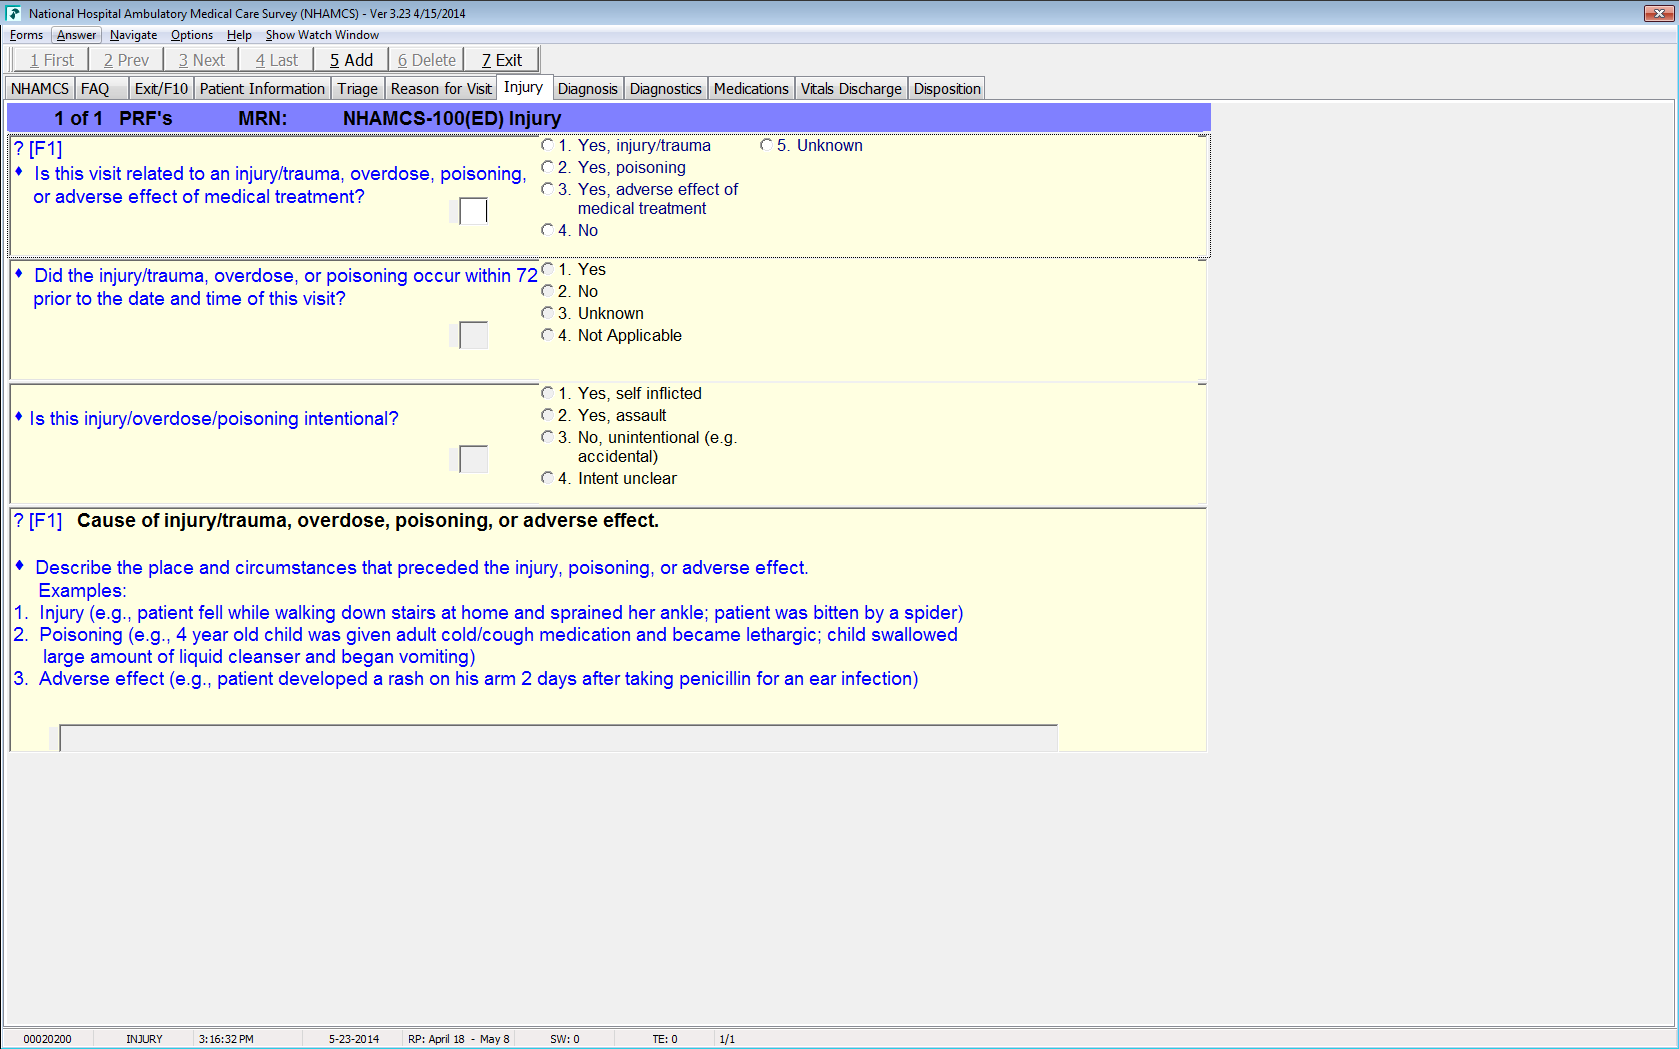 National Hospital Ambulatory Medical Care Survey (NHAMCS) - Ver 3.23 4/15/2014
Forms Answer Navigate Options Help Show Watch Window
1 First 2 Prev 3 Next 4 Last 5 Add 6 Delete 7 Exit
NHAMCS FAQ Exit/F10 Patient Information Triage Reason for Visit Injury Diagnosis Diagnostics Medications Vitals Discharge Disposition
1 of 1 PRF's MRN: NHAMCS-100(ED) Injury
? [F1]
♦ Is this visit related to an injury/trauma, overdose, poisoning,
or adverse effect of medical treatment?
1. Yes, injury/trauma
2. Yes, poisoning
3. Yes, adverse effect of
medical treatment
4. No
5. Unknown
♦ Did the injury/trauma, overdose, or poisoning occur within 72
prior to the date and time of this visit?
1. Yes
2. No
3. Unknown
4. Not Applicable
♦ Is this injury/overdose/poisoning intentional?
1. Yes, self inflicted
2. Yes, assault
3. No, unintentional (e.g.
accidental)
4. Intent unclear
? [F1] Cause of injury/trauma, overdose, poisoning, or adverse effect.
♦ Describe the place and circumstances that preceded the injury, poisoning, or adverse effect.
Examples:
1. Injury (e.g., patient fell while walking down stairs at home and sprained her ankle; patient was bitten by a spider)
2. Poisoning (e.g., 4 year old child was given adult cold/cough medication and became lethargic; child swallowed
large amount of liquid cleanser and began vomiting)
3. Adverse effect (e.g., patient developed a rash on his arm 2 days after taking penicillin for an ear infection)
00020200 INJURY 3:16:32 PM 5-23-2014 RP: April 18 - May 8 SW: 0 TE: 0 1/1